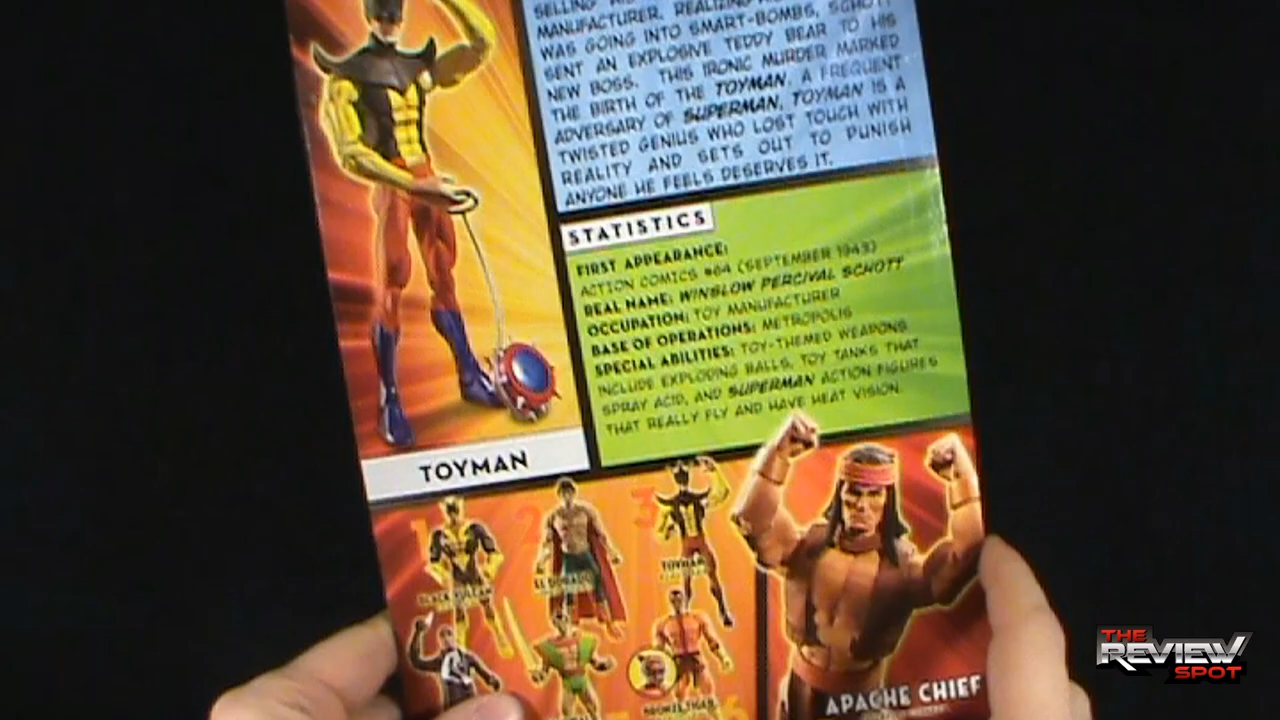 SELLING HIS
MANUFACTURER. REALIZING
WAS GOING INTO SMART-BOMBS, SCHOTT
SENT AN EXPLOSIVE TEDDY BEAR TO HIS
NEW BOSS. THIS IRONIC MURDER MARKED
THE BIRTH OF THE TOYMAN. A FREQUENT
ADVERSARY OF SUPERMAN, TOYMAN IS A
TWISTED GENIUS WHO LOST TOUCH WITH
REALITY AND SETS OUT TO PUNISH
ANYONE HE FEELS DESERVES IT.
STATISTICS
FIRST APPEARANCE:
ACTION COMICS #64 (SEPTEMBER 1943)
REAL NAME: WINSLOW PERCIVAL SCHOTT
OCCUPATION: TOY MANUFACTURER
BASE OF OPERATIONS: METROPOLIS
SPECIAL ABILITIES: TOY-THEMED WEAPONS
INCLUDE EXPLODING BALLS, TOY TANKS THAT
SPRAY ACID, AND SUPERMAN ACTION FIGURES
THAT REALLY FLY AND HAVE HEAT VISION.
TOYMAN
1 2 3
BLACK VULCAN
EL DORADO
TOYMAN
APACHE CHIEF
THE
REVIEW
SPOT